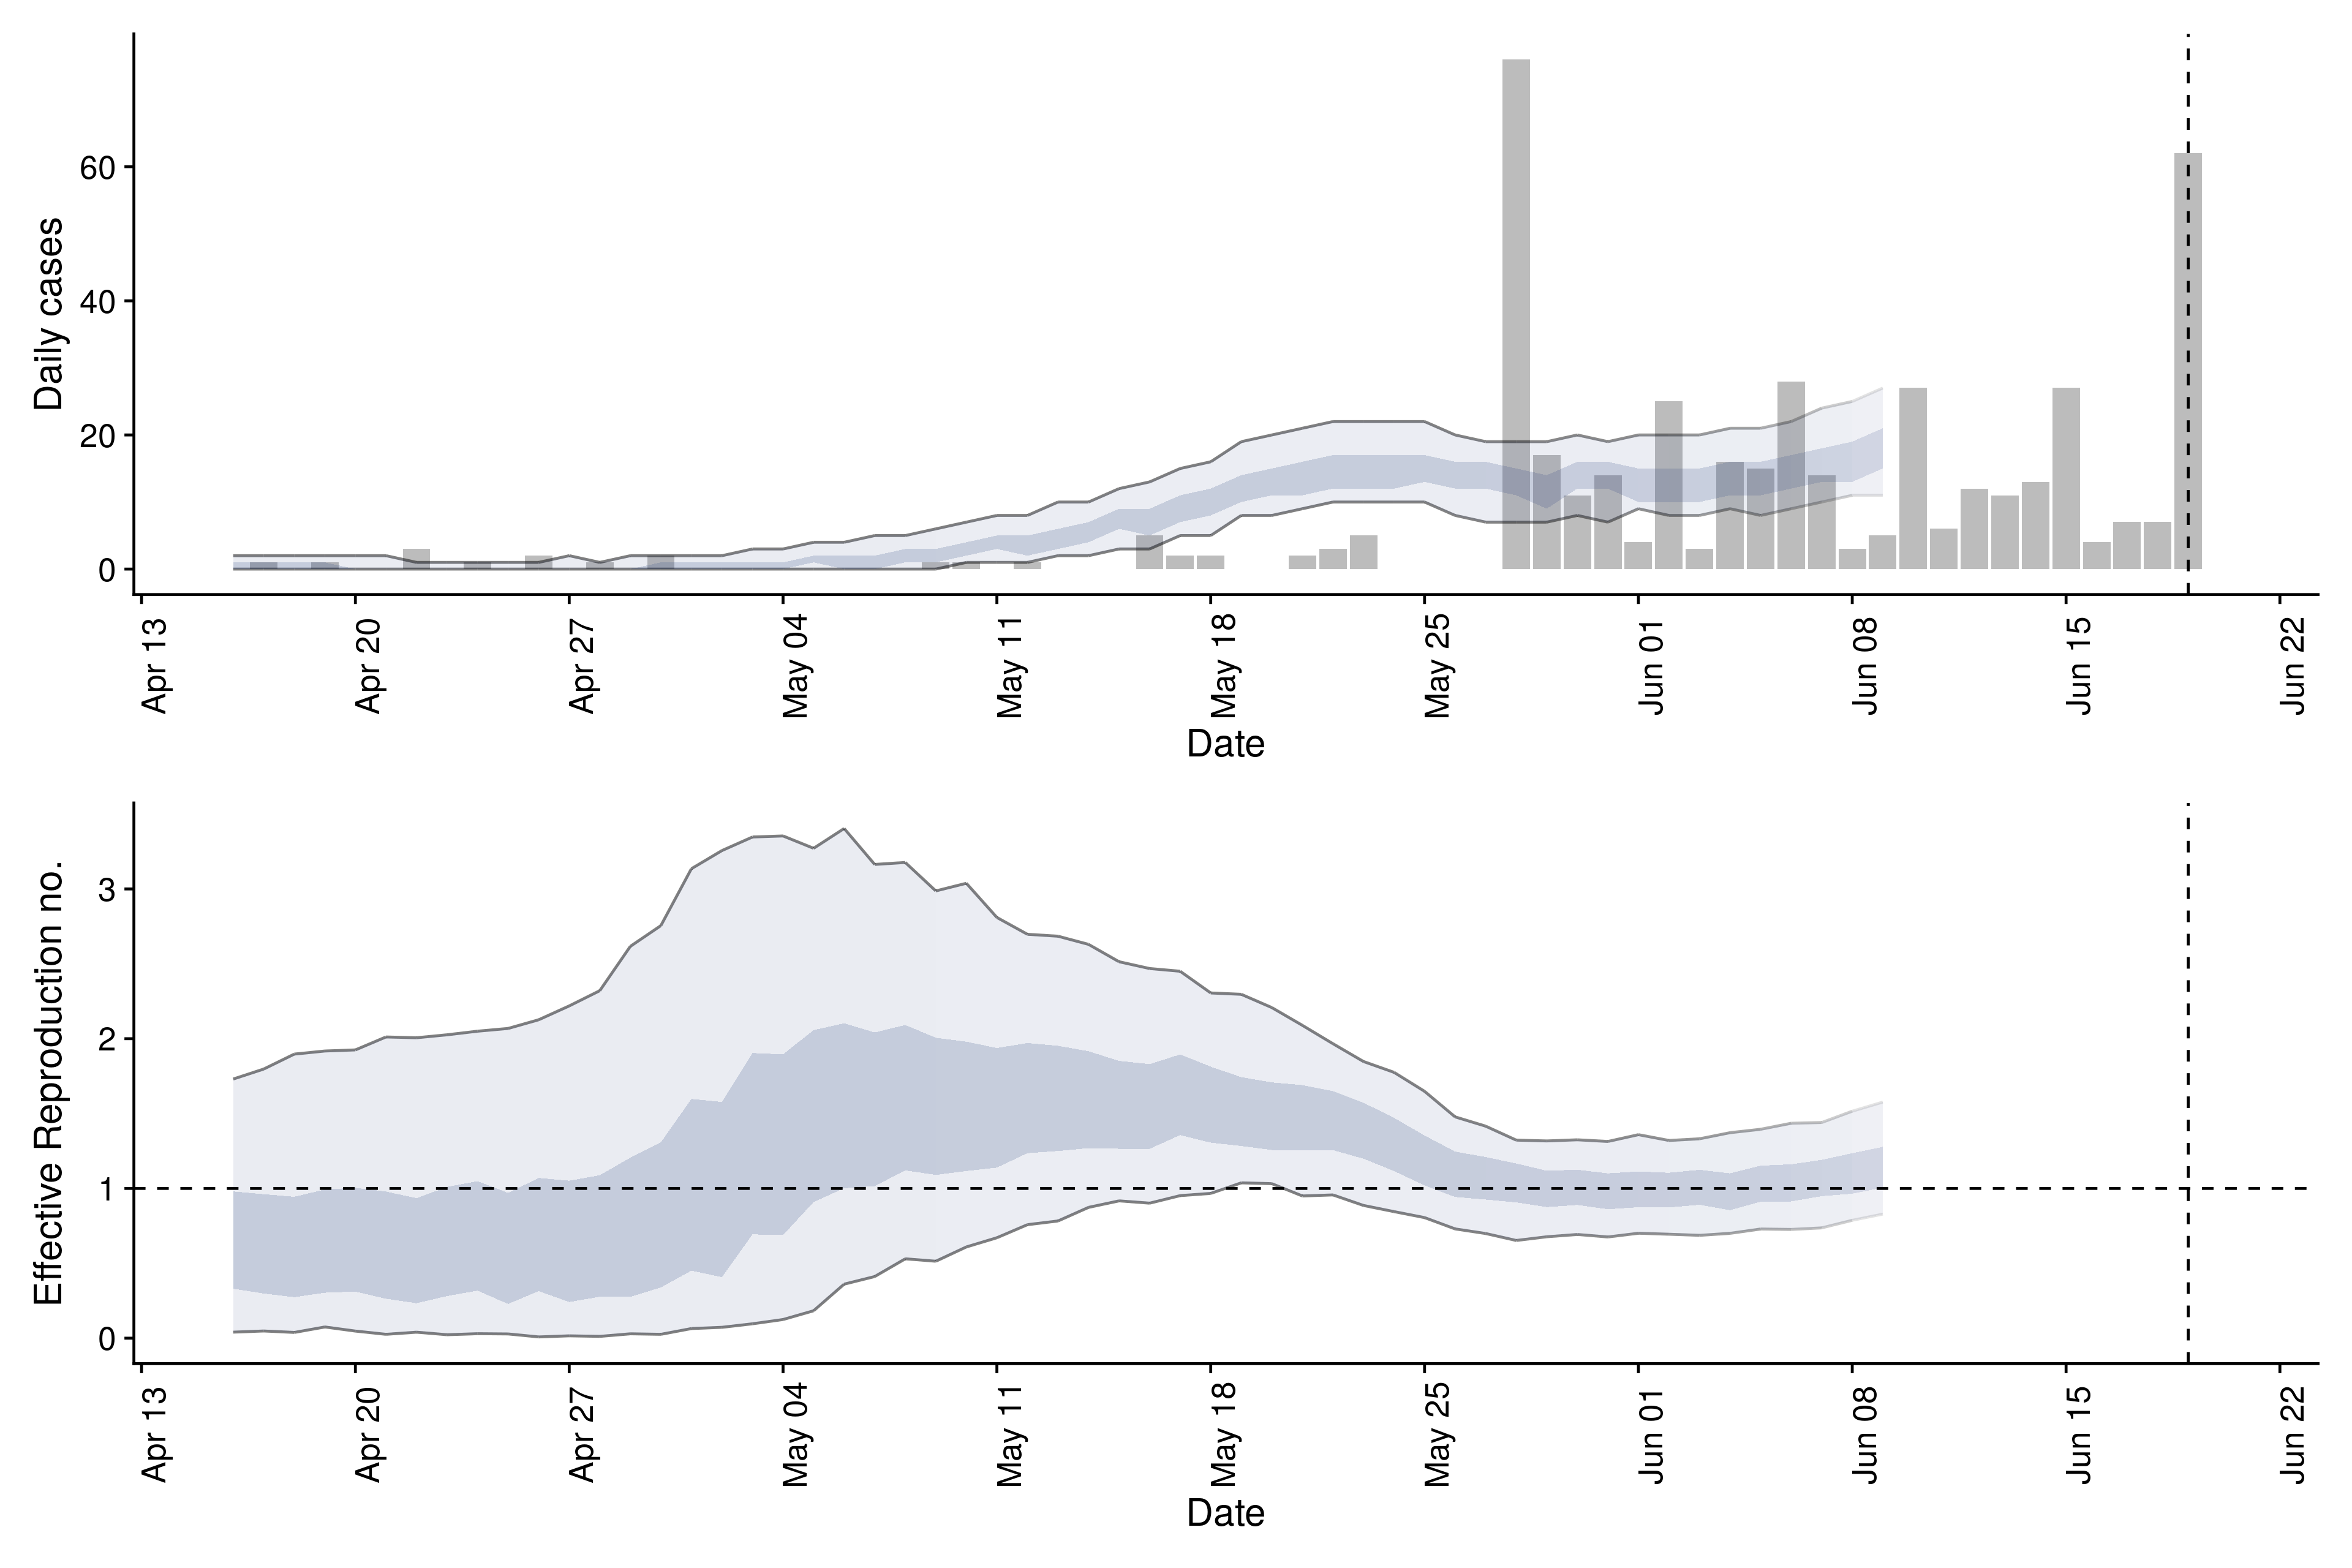 Daily cases
60
40
20
0
Apr 13
Apr 20
Apr 27
May 04
May 11
May 18
May 25
Jun 01
Jun 08
Jun 15
Jun 22
Date
Effective Reproduction no.
3
2
1
0
Apr 13
Apr 20
Apr 27
May 04
May 11
May 18
May 25
Jun 01
Jun 08
Jun 15
Jun 22
Date